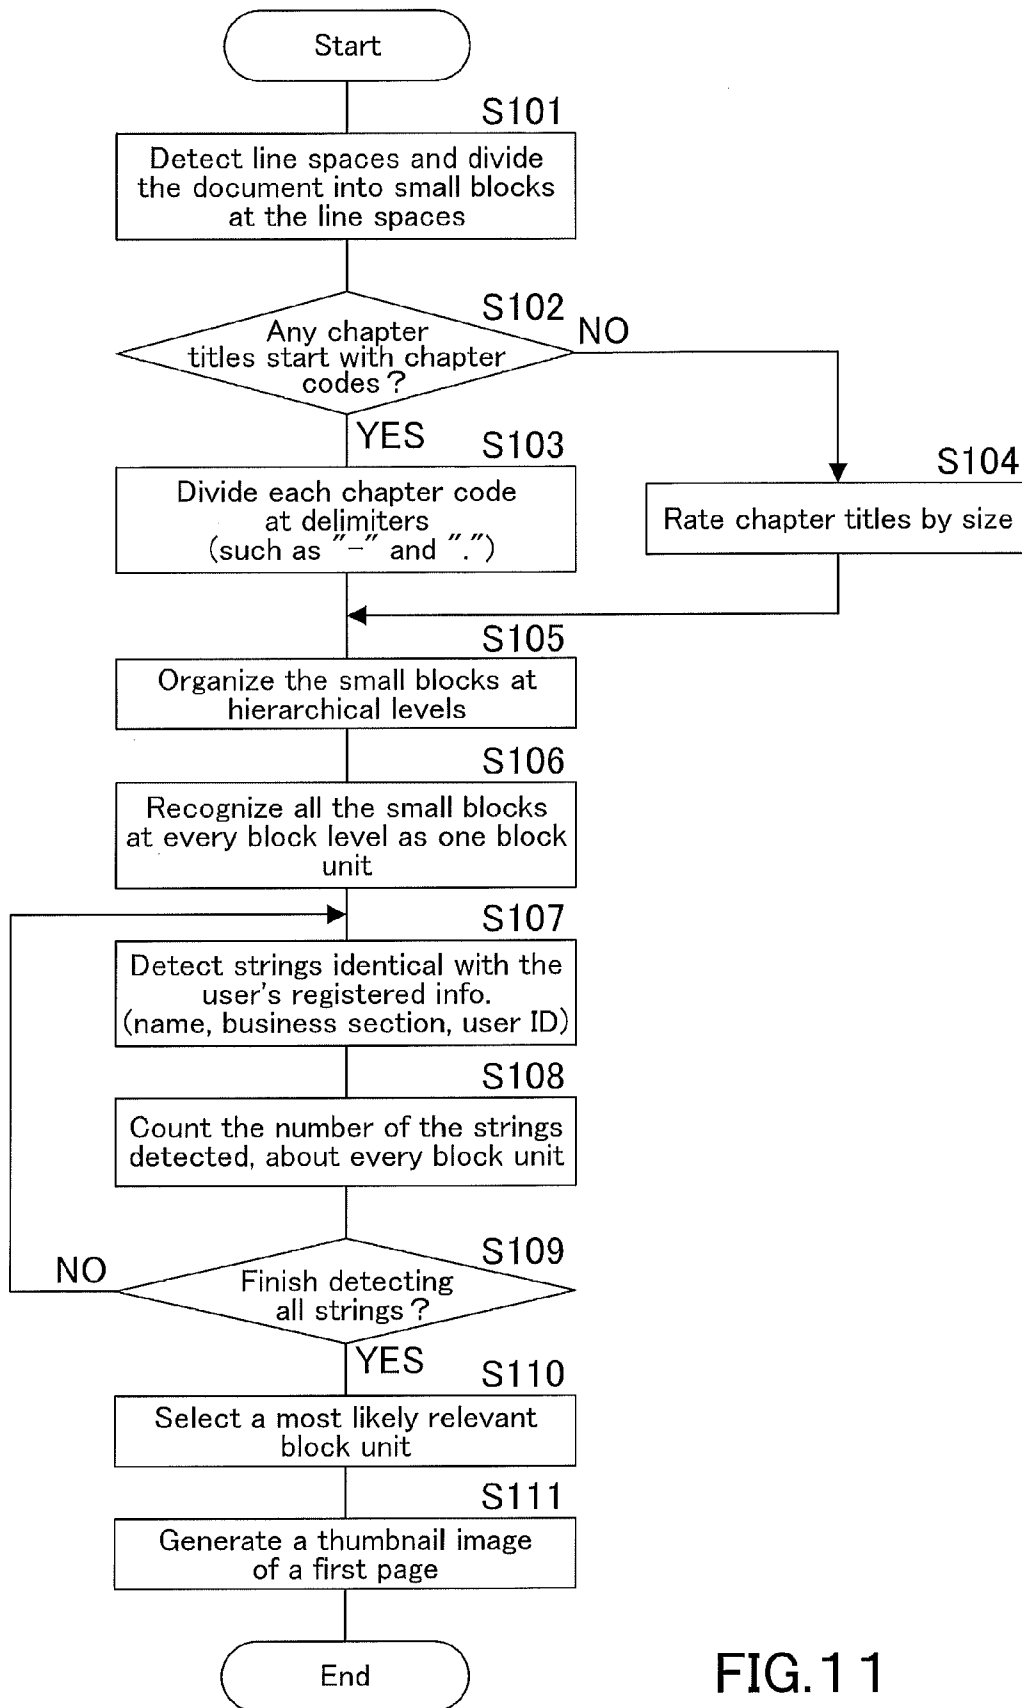 Start
S101
Detect line spaces and divide
the document into small blocks
at the line spaces
S102
Any chapter
titles start with chapter
codes?
NO
YES
S103
Divide each chapter code
at delimiters
(such as "-" and ".")
S104
Rate chapter titles by size
S105
Organize the small blocks at
hierarchical levels
S106
Recognize all the small blocks
at every block level as one block
unit
S107
Detect strings identical with the
user's registered info.
(name, business section, user ID)
S108
Count the number of the strings
detected, about every block unit
S109
Finish detecting
all strings?
NO
YES
S110
Select a most likely relevant
block unit
S111
Generate a thumbnail image
of a first page
End
FIG.11